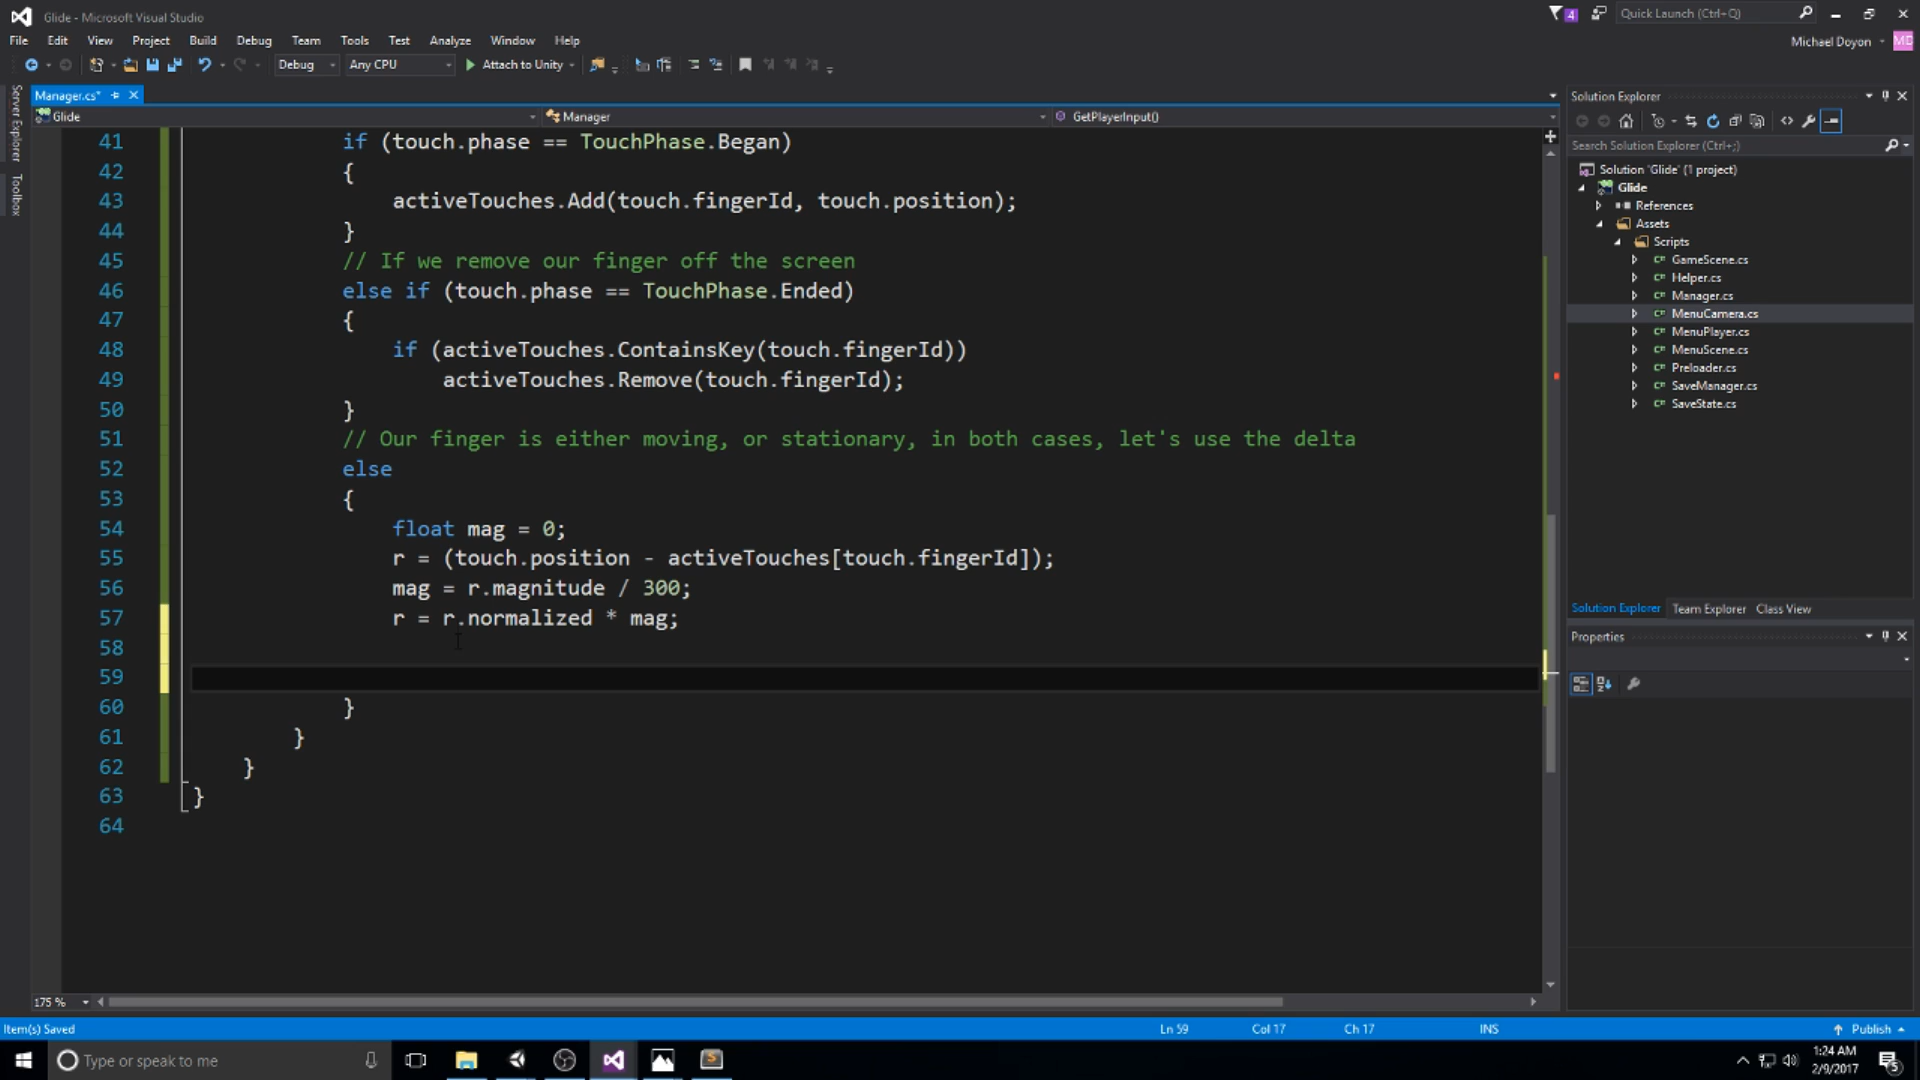 Glide - Microsoft Visual Studio
4
Quick Launch (Ctrl+Q)
File Edit View Project Build Debug Team Tools Test Analyze Window Help
Michael Doyon
MD
Debug Any CPU Attach to Unity
Server Explorer
Toolbox
Manager.cs*
Glide Manager GetPlayerInput()
41 if (touch.phase == TouchPhase.Began)
42 {
43 activeTouches.Add(touch.fingerId, touch.position);
44 }
45 // If we remove our finger off the screen
46 else if (touch.phase == TouchPhase.Ended)
47 {
48 if (activeTouches.ContainsKey(touch.fingerId))
49 activeTouches.Remove(touch.fingerId);
50 }
51 // Our finger is either moving, or stationary, in both cases, let's use the delta
52 else
53 {
54 float mag = 0;
55 r = (touch.position - activeTouches[touch.fingerId]);
56 mag = r.magnitude / 300;
57 r = r.normalized * mag;
58
59
60 }
61 }
62 }
63 }
64
175 %
Solution Explorer
Search Solution Explorer (Ctrl+;)
Solution 'Glide' (1 project)
Glide
References
Assets
Scripts
C# GameScene.cs
C# Helper.cs
C# Manager.cs
C# MenuCamera.cs
C# MenuPlayer.cs
C# MenuScene.cs
C# Preloader.cs
C# SaveManager.cs
C# SaveState.cs
Solution Explorer Team Explorer Class View
Properties
Item(s) Saved Ln 59 Col 17 Ch 17 INS Publish
Type or speak to me
1:24 AM
2/9/2017
5